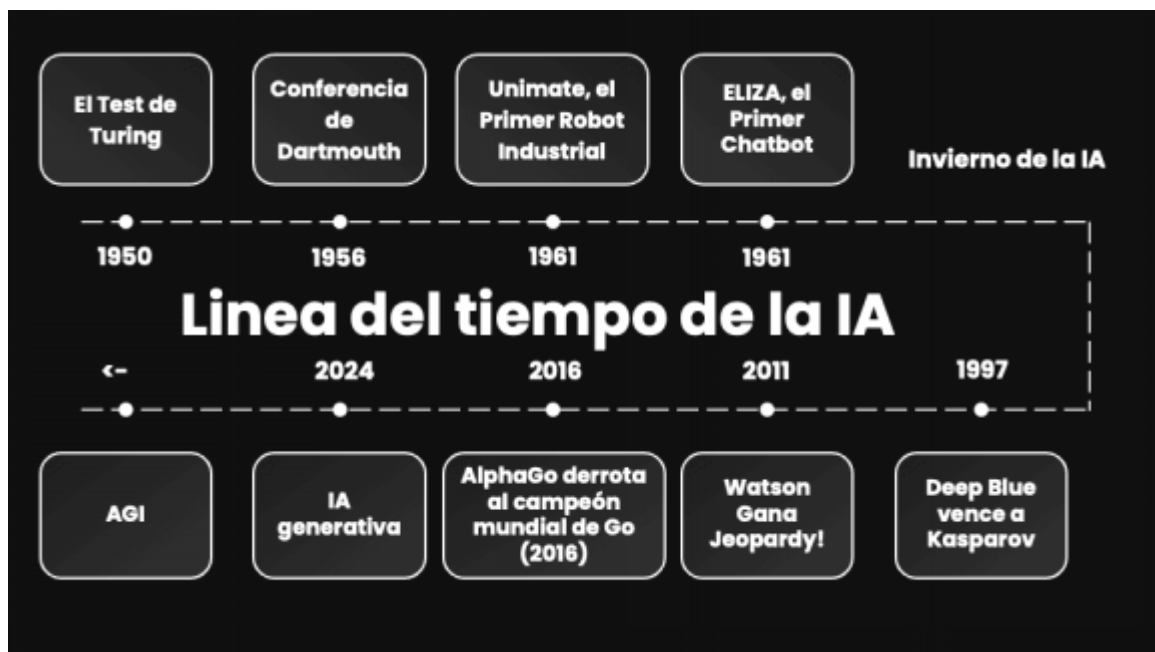 El Test de
Turing
Conferencia
de
Dartmouth
Unimate, el
Primer Robot
Industrial
ELIZA, el
Primer
Chatbot
Invierno de la IA
1950
1956
1961
1961
Linea del tiempo de la IA
<-
2024
2016
2011
1997
AGI
IA
generativa
AlphaGo derrota
al campeón
mundial de Go
(2016)
Watson
Gana
Jeopardy!
Deep Blue
vence a
Kasparov